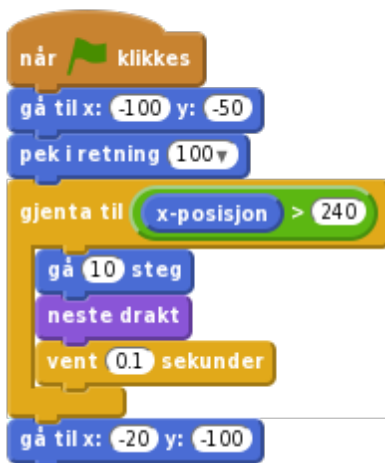 når klikkes
gå til x: -100 y: -50
pek i retning 100
gjenta til x-posisjon > 240
gå 10 steg
neste drakt
vent 0.1 sekunder
gå til x: -20 y: -100